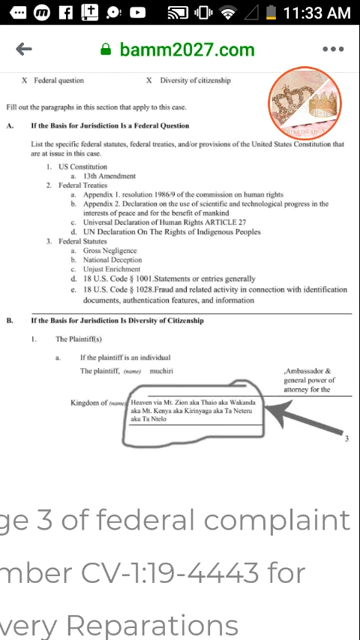 11:33 AM
bamm2027.com
X Federal question X Diversity of citizenship
Fill out the paragraphs in this section that apply to this case.
A. If the Basis for Jurisdiction Is a Federal Question
List the specific federal statutes, federal treaties, and/or provisions of the United States Constitution that
are at issue in this case.
1. US Constitution
a. 13th Amendment
2. Federal Treaties
a. Appendix 1. resolution 1986/9 of the commission on human rights
b. Appendix 2. Declaration on the use of scientific and technological progress in the
interests of peace and for the benefit of mankind
c. Universal Declaration of Human Rights ARTICLE 27
d. UN Declaration On The Rights of Indigenous Peoples
3. Federal Statutes
a. Gross Negligence
b. National Deception
c. Unjust Enrichment
d. 18 U.S. Code § 1001.Statements or entries generally
e. 18 U.S. Code § 1028.Fraud and related activity in connection with identification
documents, authentication features, and information
B. If the Basis for Jurisdiction Is Diversity of Citizenship
1. The Plaintiff(s)
a. If the plaintiff is an individual
The plaintiff, (name) muchiri ,Ambassador &
general power of
attorney for the
Kingdom of (name) Heaven via Mt. Zion aka Thaio aka Wakanda
aka Mt. Kenya aka Kirinyaga aka Ta Neteru
aka Ta Ntelo
3
ge 3 of federal complaint
mber CV-1:19-4443 for
very Reparations